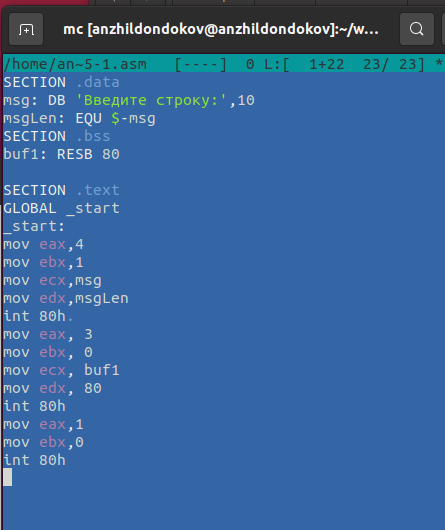 mc [anzhildondokov@anzhildondokov]:~/w...
/home/an~5-1.asm [----] 0 L:[ 1+22 23/ 23] *
SECTION .data
msg: DB 'Введите строку:',10
msgLen: EQU $-msg
SECTION .bss
buf1: RESB 80
SECTION .text
GLOBAL _start
_start:
mov eax,4
mov ebx,1
mov ecx,msg
mov edx,msgLen
int 80h.
mov eax, 3
mov ebx, 0
mov ecx, buf1
mov edx, 80
int 80h
mov eax,1
mov ebx,0
int 80h